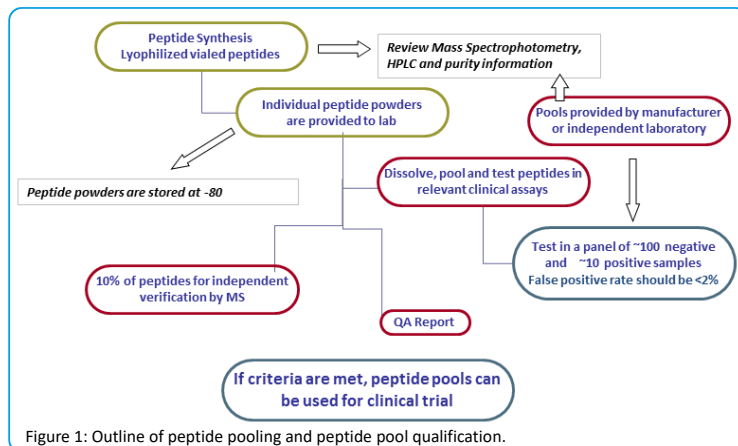 Peptide Synthesis
Lyophilized vialed peptides
Review Mass Spectrophotometry,
HPLC and purity information
Individual peptide powders
are provided to lab
Pools provided by manufacturer
or independent laboratory
Peptide powders are stored at -80
Dissolve, pool and test peptides in
relevant clinical assays
10% of peptides for independent
verification by MS
Test in a panel of ~100 negative
and ~10 positive samples
False positive rate should be <2%
QA Report
If criteria are met, peptide pools can
be used for clinical trial
Figure 1: Outline of peptide pooling and peptide pool qualification.